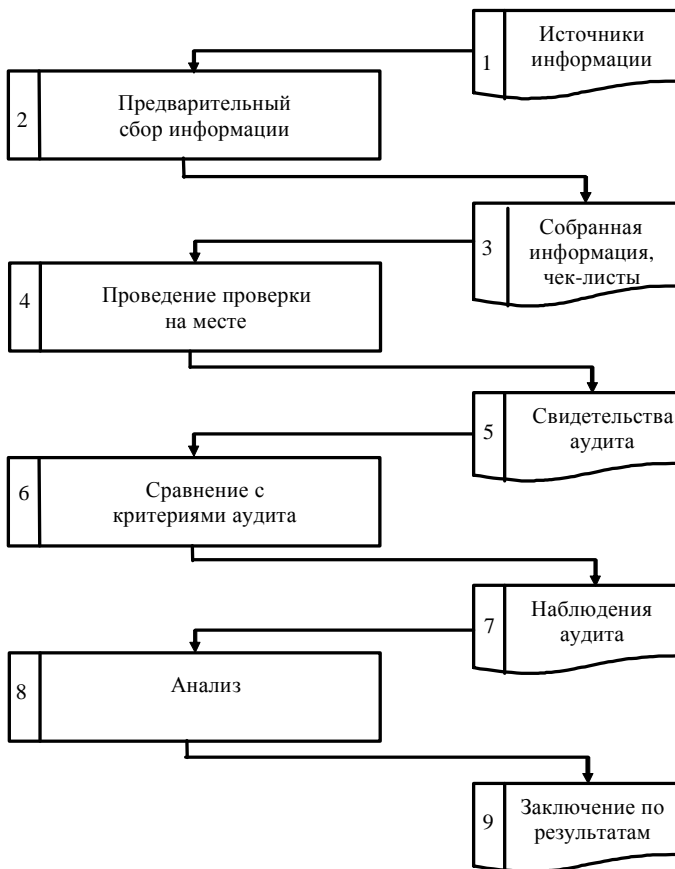 1
Источники
информации
2
Предварительный
сбор информации
3
Собранная
информация,
чек-листы
4
Проведение проверки
на месте
5
Свидетельства
аудита
6
Сравнение с
критериями аудита
7
Наблюдения
аудита
8
Анализ
9
Заключение по
результатам